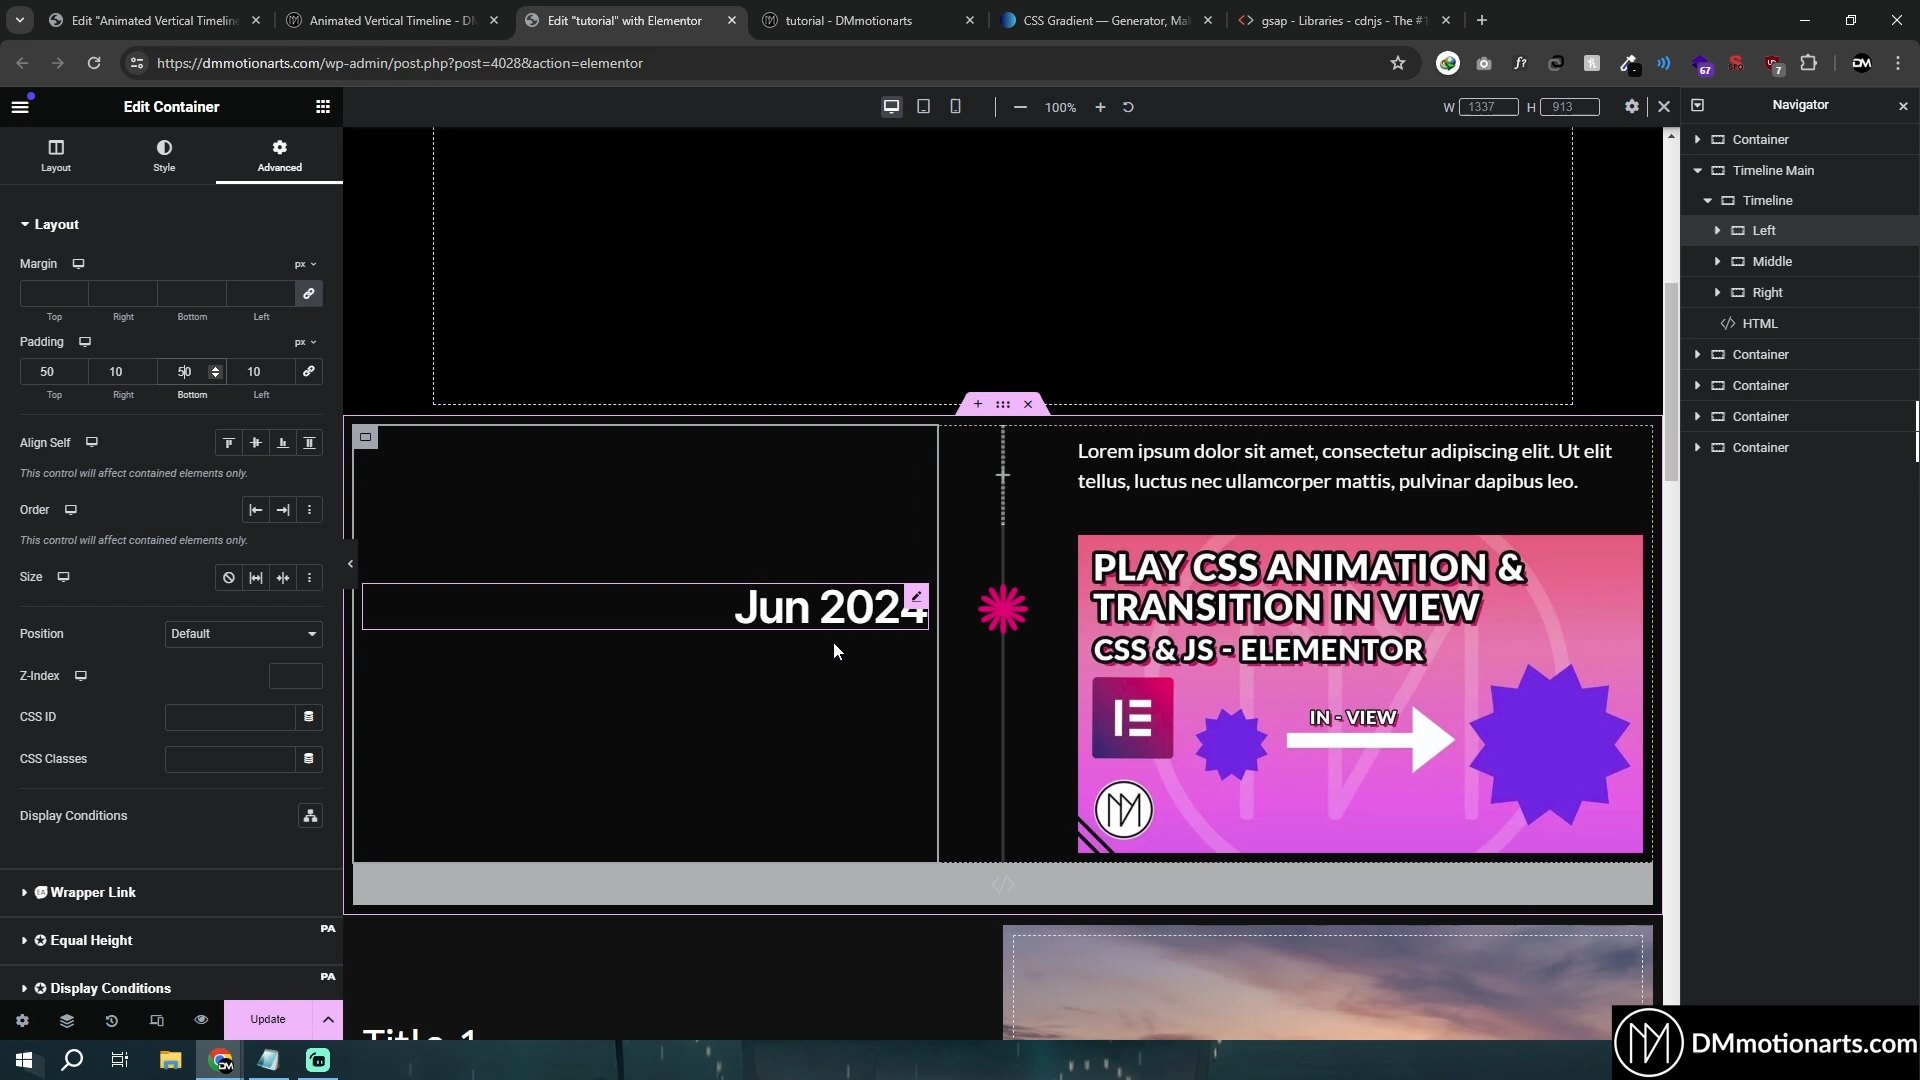 Edit "Animated Vertical Timeline
Animated Vertical Timeline - DM
Edit "tutorial" with Elementor
tutorial - DMmotionarts
CSS Gradient — Generator, Mak
gsap - Libraries - cdnjs - The #1
https://dmmotionarts.com/wp-admin/post.php?post=4028&action=elementor
67
7
Edit Container
100%
W 1337 H 913
Navigator
Layout
Style
Advanced
Layout
Margin
px
Top Right Bottom Left
Padding
px
50 10 50 10
Top Right Bottom Left
Align Self
This control will affect contained elements only.
Order
This control will affect contained elements only.
Size
Position
Default
Z-Index
CSS ID
CSS Classes
Display Conditions
Wrapper Link
PA
Equal Height
PA
Display Conditions
Update
Jun 2024
Lorem ipsum dolor sit amet, consectetur adipiscing elit. Ut elit
tellus, luctus nec ullamcorper mattis, pulvinar dapibus leo.
PLAY CSS ANIMATION &
TRANSITION IN VIEW
CSS & JS - ELEMENTOR
IN - VIEW
Title 1
Container
Timeline Main
Timeline
Left
Middle
Right
HTML
Container
Container
Container
Container
DMmotionarts.com